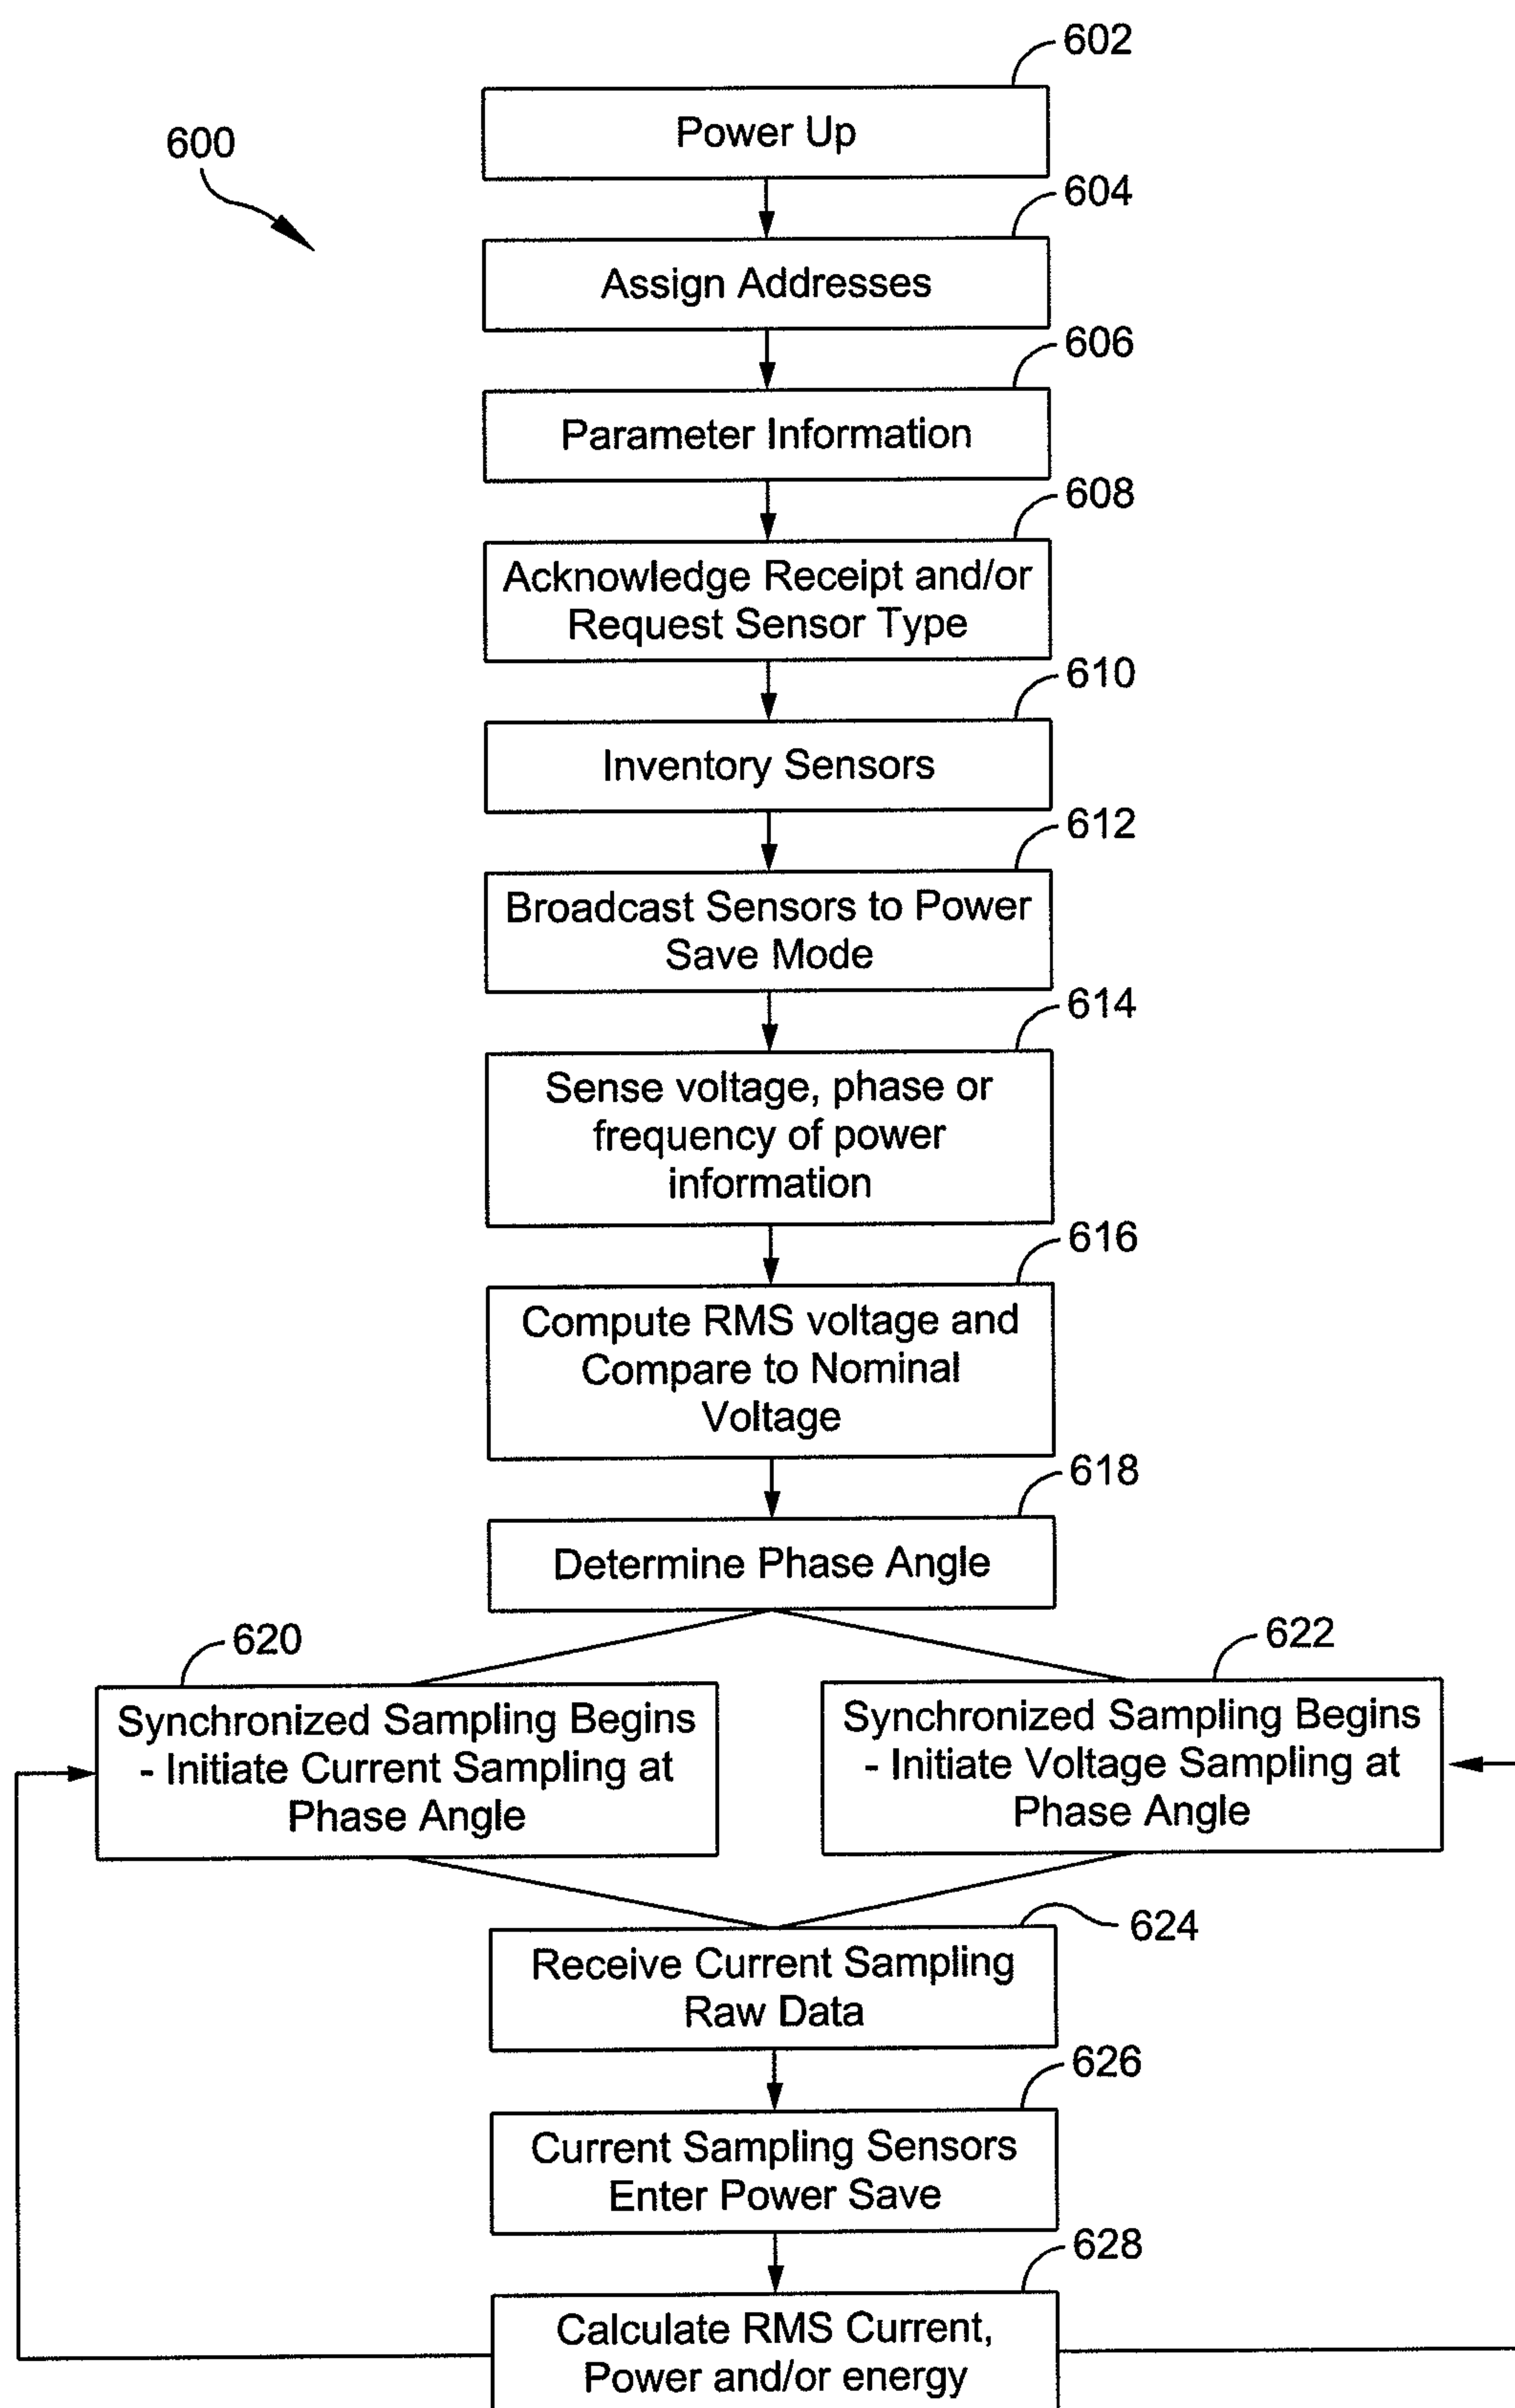 602
Power Up
600
604
Assign Addresses
606
Parameter Information
608
Acknowledge Receipt and/or
Request Sensor Type
610
Inventory Sensors
612
Broadcast Sensors to Power
Save Mode
614
Sense voltage, phase or
frequency of power
information
616
Compute RMS voltage and
Compare to Nominal
Voltage
618
Determine Phase Angle
620
Synchronized Sampling Begins
- Initiate Current Sampling at
Phase Angle
622
Synchronized Sampling Begins
- Initiate Voltage Sampling at
Phase Angle
624
Receive Current Sampling
Raw Data
626
Current Sampling Sensors
Enter Power Save
628
Calculate RMS Current,
Power and/or energy